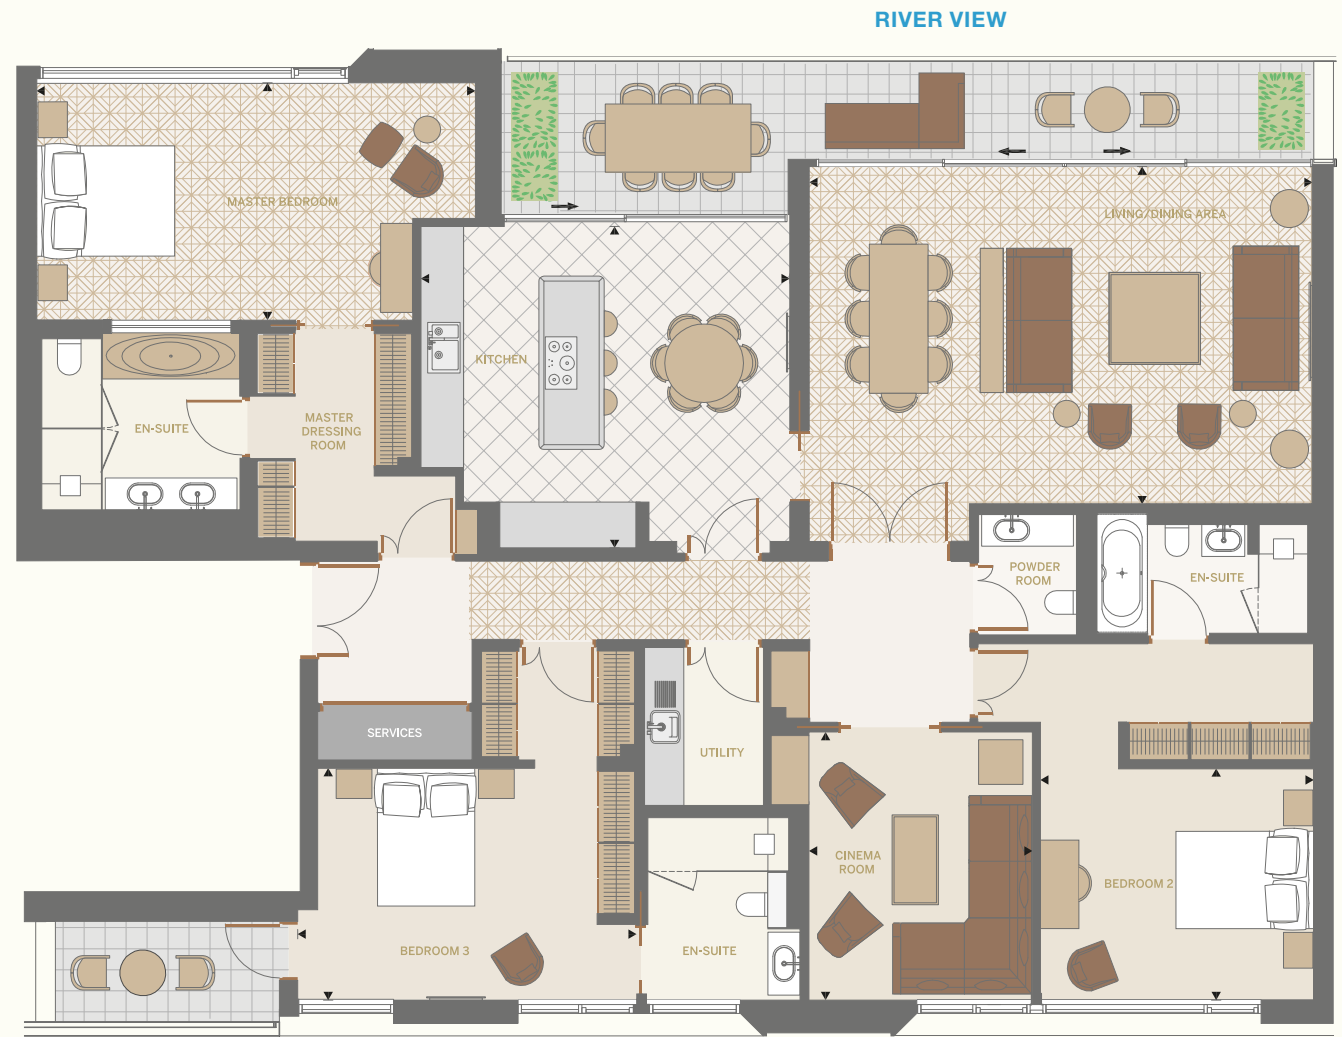 RIVER VIEW
MASTER BEDROOM
LIVING/DINING AREA
KITCHEN
EN-SUITE
MASTER
DRESSING
ROOM
POWDER
ROOM
EN-SUITE
SERVICES
UTILITY
CINEMA
ROOM
BEDROOM 2
BEDROOM 3
EN-SUITE